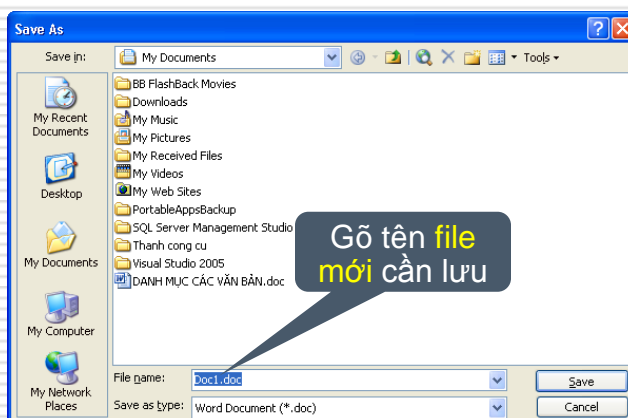 Save As
Save in:
My Documents
Tools
My Recent
Documents
Desktop
My Documents
My Computer
My Network
Places
BB FlashBack Movies
Downloads
My Music
My Pictures
My Received Files
My Videos
My Web Sites
PortableAppsBackup
SQL Server Management Studio
Thanh cong cu
Visual Studio 2005
DANH MỤC CÁC VĂN BẢN.doc
Gõ tên file
mới cần lưu
File name:
Doc1.doc
Save
Save as type:
Word Document (*.doc)
Cancel